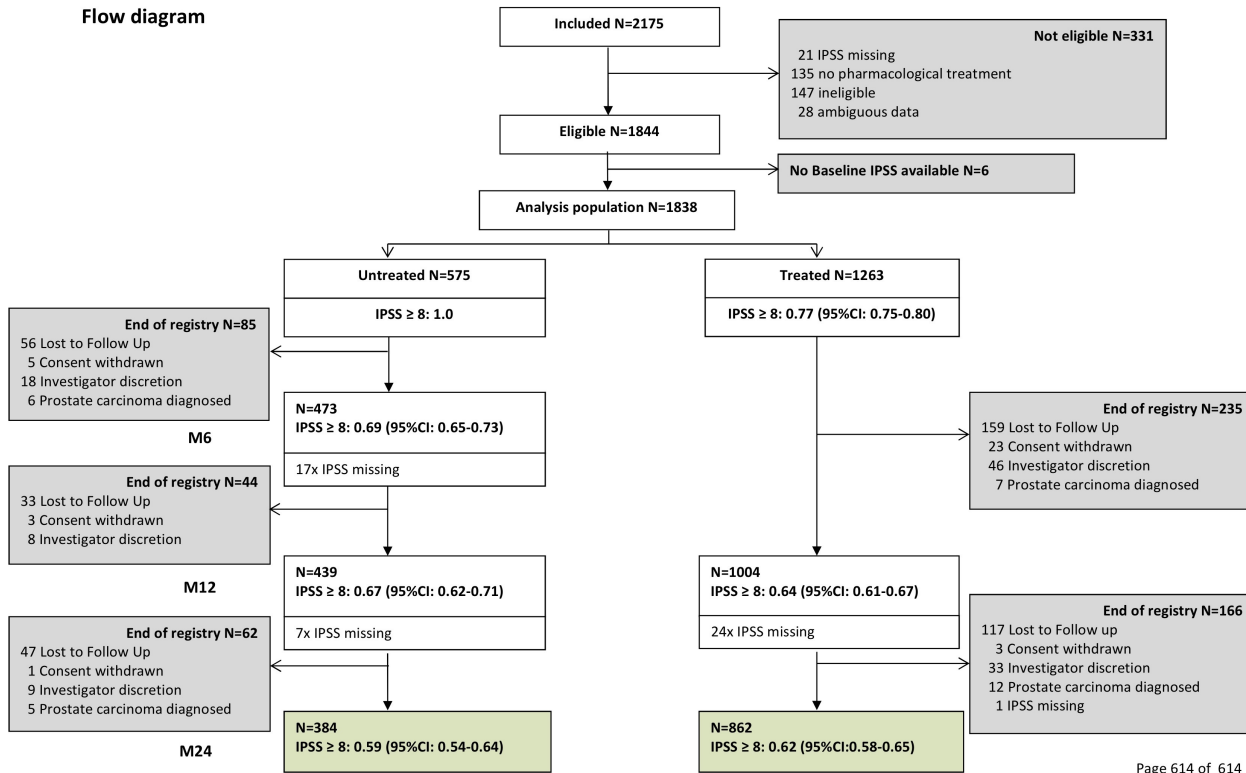 Flow diagram
Included N=2175
Not eligible N=331
21 IPSS missing
135 no pharmacological treatment
147 ineligible
28 ambiguous data
Eligible N=1844
No Baseline IPSS available N=6
Analysis population N=1838
Untreated N=575
IPSS ≥ 8: 1.0
Treated N=1263
IPSS ≥ 8: 0.77 (95%CI: 0.75-0.80)
End of registry N=85
56 Lost to Follow Up
5 Consent withdrawn
18 Investigator discretion
6 Prostate carcinoma diagnosed
M6
N=473
IPSS ≥ 8: 0.69 (95%CI: 0.65-0.73)
17x IPSS missing
End of registry N=235
159 Lost to Follow Up
23 Consent withdrawn
46 Investigator discretion
7 Prostate carcinoma diagnosed
End of registry N=44
33 Lost to Follow Up
3 Consent withdrawn
8 Investigator discretion
M12
N=439
IPSS ≥ 8: 0.67 (95%CI: 0.62-0.71)
7x IPSS missing
N=1004
IPSS ≥ 8: 0.64 (95%CI: 0.61-0.67)
24x IPSS missing
End of registry N=62
47 Lost to Follow Up
1 Consent withdrawn
9 Investigator discretion
5 Prostate carcinoma diagnosed
M24
End of registry N=166
117 Lost to Follow up
3 Consent withdrawn
33 Investigator discretion
12 Prostate carcinoma diagnosed
1 IPSS missing
N=384
IPSS ≥ 8: 0.59 (95%CI: 0.54-0.64)
N=862
IPSS ≥ 8: 0.62 (95%CI:0.58-0.65)
Page 614 of 614